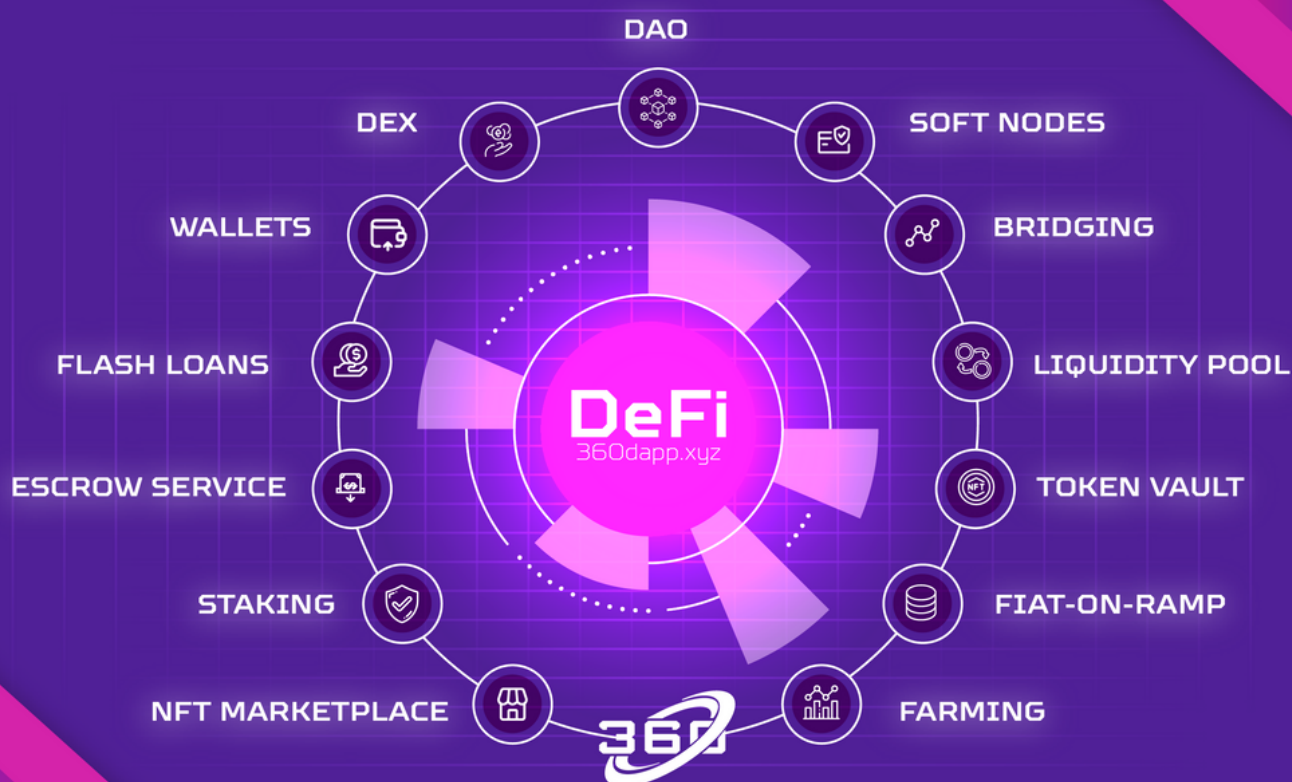 DAO
DEX
SOFT NODES
WALLETS
BRIDGING
FLASH LOANS
LIQUIDITY POOL
DeFi
360dapp.xyz
ESCROW SERVICE
TOKEN VAULT
NFT
STAKING
FIAT-ON-RAMP
NFT MARKETPLACE
FARMING
360